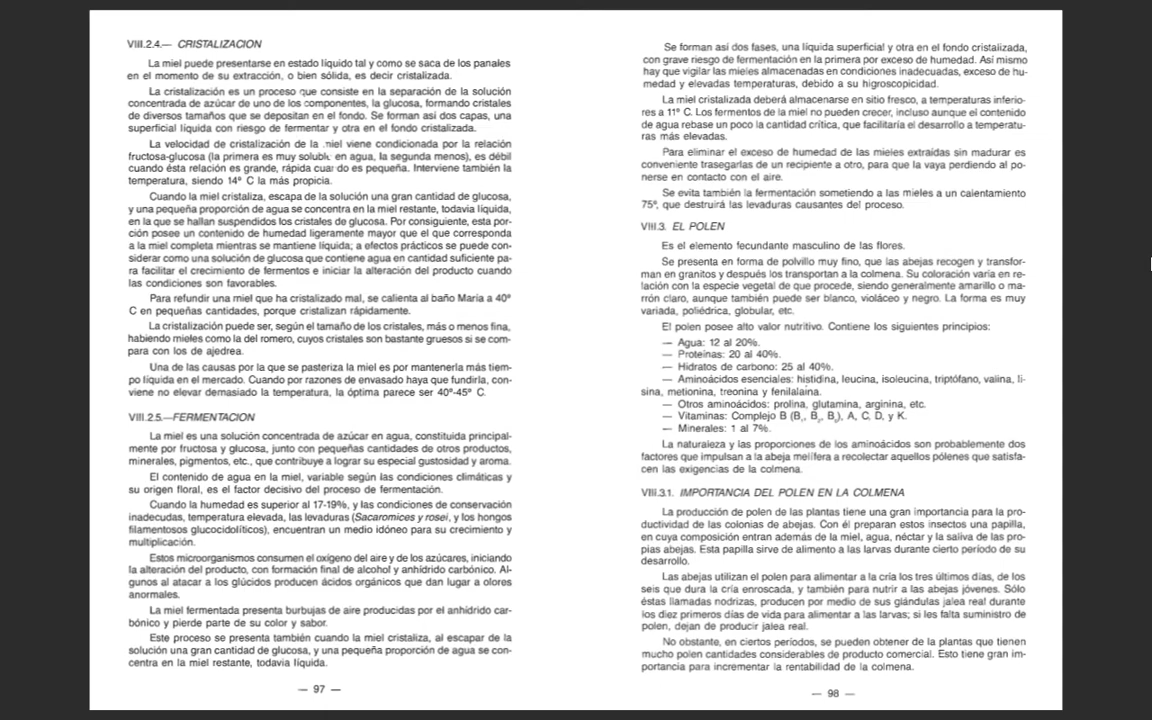 VIII.2.4.— CRISTALIZACION
La miel puede presentarse en estado líquido tal y como se saca de los panales
en el momento de su extracción, o bien sólida, es decir cristalizada.
La cristalización es un proceso que consiste en la separación de la solución
concentrada de azúcar de uno de los componentes, la glucosa, formando cristales
de diversos tamaños que se depositan en el fondo. Se forman así dos capas, una
superficial líquida con riesgo de fermentar y otra en el fondo cristalizada.
La velocidad de cristalización de la miel viene condicionada por la relación
fructosa-glucosa (la primera es muy soluble en agua, la segunda menos), es débil
cuando ésta relación es grande, rápida cuando es pequeña. Interviene también la
temperatura, siendo 14º C la más propicia.
Cuando la miel cristaliza, escapa de la solución una gran cantidad de glucosa,
y una pequeña proporción de agua se concentra en la miel restante, todavia líquida,
en la que se hallan suspendidos los cristales de glucosa. Por consiguiente, esta por-
ción posee un contenido de humedad ligeramente mayor que el que corresponda
a la miel completa mientras se mantiene líquida; a efectos prácticos se puede con-
siderar como una solución de glucosa que contiene agua en cantidad suficiente pa-
ra facilitar el crecimiento de fermentos e iniciar la alteración del producto cuando
las condiciones son favorables.
Para refundir una miel que ha cristalizado mal, se calienta al baño María a 40º
C en pequeñas cantidades, porque cristalizan rápidamente.
La cristalización puede ser, según el tamaño de los cristales, más o menos fina,
habiendo mieles como la del romero, cuyos cristales son bastante gruesos si se com-
para con los de ajedrea.
Una de las causas por la que se pasteriza la miel es por mantenerla más tiem-
po líquida en el mercado. Cuando por razones de envasado haya que fundirla, con-
viene no elevar demasiado la temperatura, la óptima parece ser 40º-45º C.
VIII.2.5.—FERMENTACION
La miel es una solución concentrada de azúcar en agua, constituida principal-
mente por fructosa y glucosa, junto con pequeñas cantidades de otros productos,
minerales, pigmentos, etc., que contribuye a lograr su especial gustosidad y aroma.
El contenido de agua en la miel, variable según las condiciones climáticas y
su origen floral, es el factor decisivo del proceso de fermentación.
Cuando la humedad es superior al 17-19%, y las condiciones de conservación
inadecudas, temperatura elevada, las levaduras (Sacaromices y rosei, y los hongos
filamentosos glucocidolíticos), encuentran un medio idóneo para su crecimiento y
multiplicación.
Estos microorganismos consumen el oxígeno del aire y de los azúcares, iniciando
la alteración del producto, con formación final de alcohol y anhídrido carbónico. Al-
gunos al atacar a los glúcidos producen ácidos orgánicos que dan lugar a olores
anormales.
La miel fermentada presenta burbujas de aire producidas por el anhídrido car-
bónico y pierde parte de su color y sabor.
Este proceso se presenta también cuando la miel cristaliza, al escapar de la
solución una gran cantidad de glucosa, y una pequeña proporción de agua se con-
centra en la miel restante, todavia líquida.
— 97 —
Se forman así dos fases, una líquida superficial y otra en el fondo cristalizada,
con grave riesgo de fermentación en la primera por exceso de humedad. Así mismo
hay que vigilar las mieles almacenadas en condiciones inadecuadas, exceso de hu-
medad y elevadas temperaturas, debido a su higroscopicidad.
La miel cristalizada deberá almacenarse en sitio fresco, a temperaturas inferio-
res a 11º C. Los fermentos de la miel no pueden crecer, incluso aunque el contenido
de agua rebase un poco la cantidad crítica, que facilitaría el desarrollo a temperatu-
ras más elevadas.
Para eliminar el exceso de humedad de las mieles extraídas sin madurar es
conveniente trasegarlas de un recipiente a otro, para que la vaya perdiendo al po-
nerse en contacto con el aire.
Se evita también la fermentación sometiendo a las mieles a un calentamiento
75º, que destruirá las levaduras causantes del proceso.
VIII.3. EL POLEN
Es el elemento fecundante masculino de las flores.
Se presenta en forma de polvillo muy fino, que las abejas recogen y transfor-
man en granitos y después los transportan a la colmena. Su coloración varía en re-
lación con la especie vegetal de que procede, siendo generalmente amarillo o ma-
rrón claro, aunque también puede ser blanco, violáceo y negro. La forma es muy
variada, poliédrica, globular, etc.
El polen posee alto valor nutritivo. Contiene los siguientes principios:
— Agua: 12 al 20%.
— Proteínas: 20 al 40%.
— Hidratos de carbono: 25 al 40%.
— Aminoácidos esenciales: histidina, leucina, isoleucina, triptófano, valina, li-
sina, metionina, treonina y fenilalaina.
— Otros aminoácidos: prolina, glutamina, arginina, etc.
— Vitaminas: Complejo B (B₁, B₂, B₆), A, C, D, y K.
— Minerales: 1 al 7%.
La naturaleza y las proporciones de los aminoácidos son probablemente dos
factores que impulsan a la abeja melífera a recolectar aquellos pólenes que satisfa-
cen las exigencias de la colmena.
VIII.3.1. IMPORTANCIA DEL POLEN EN LA COLMENA
La producción de polen de las plantas tiene una gran importancia para la pro-
ductividad de las colonias de abejas. Con él preparan estos insectos una papilla,
en cuya composición entran además de la miel, agua, néctar y la saliva de las pro-
pias abejas. Esta papilla sirve de alimento a las larvas durante cierto período de su
desarrollo.
Las abejas utilizan el polen para alimentar a la cría los tres últimos días, de los
seis que dura la cría enroscada, y también para nutrir a las abejas jóvenes. Sólo
éstas llamadas nodrizas, producen por medio de sus glándulas jalea real durante
los diez primeros días de vida para alimentar a las larvas; si les falta suministro de
polen, dejan de producir jalea real.
No obstante, en ciertos períodos, se pueden obtener de la plantas que tienen
mucho polen cantidades considerables de producto comercial. Esto tiene gran im-
portancia para incrementar la rentabilidad de la colmena.
— 98 —